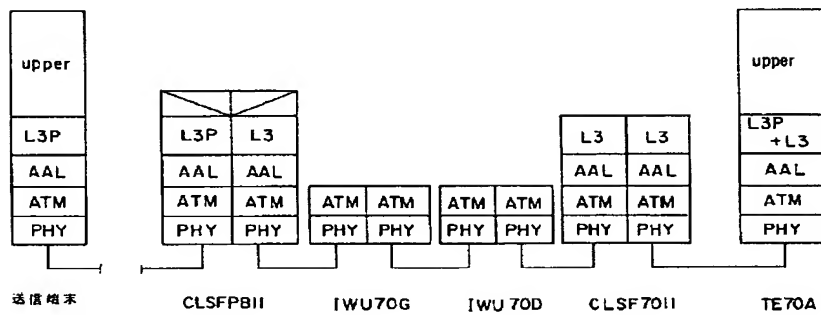 upper
upper
L3P
L3P
L3
L3
L3
L3P
+L3
AAL
AAL
AAL
AAL
AAL
AAL
ATM
ATM
ATM
ATM
ATM
ATM
ATM
ATM
ATM
ATM
PHY
PHY
PHY
PHY
PHY
PHY
PHY
PHY
PHY
PHY
送信端末
CLSFPBII
IWU70G
IWU70D
CLSF70II
TE70A